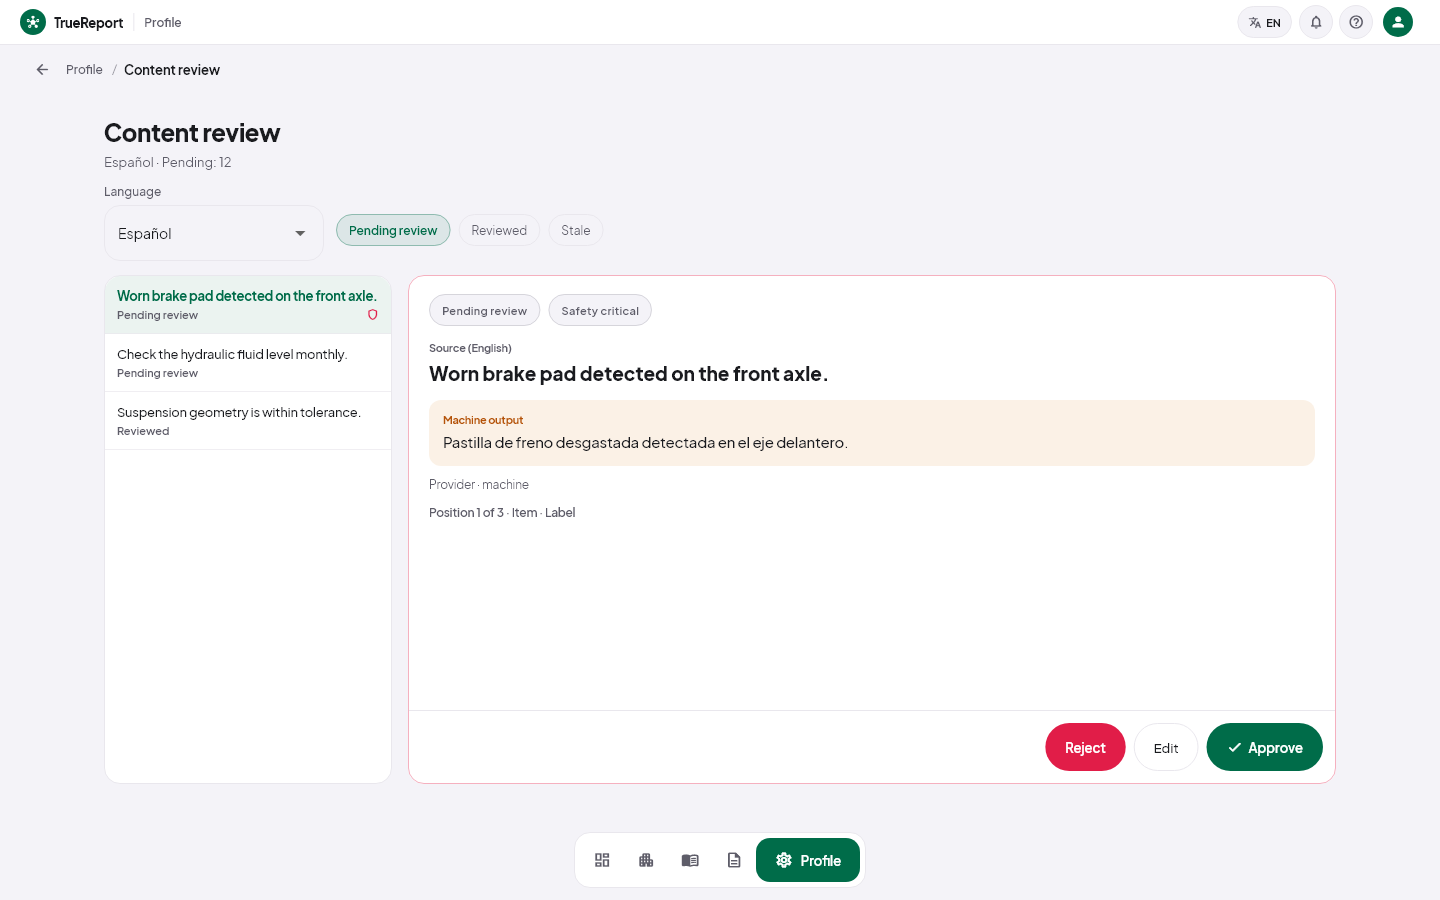 TrueReport
Profile
EN
Profile / Content review
Content review
Español · Pending: 12
Language
Español
Pending review
Reviewed
Stale
Worn brake pad detected on the front axle.
Pending review
Check the hydraulic fluid level monthly.
Pending review
Suspension geometry is within tolerance.
Reviewed
Pending review
Safety critical
Source (English)
Worn brake pad detected on the front axle.
Machine output
Pastilla de freno desgastada detectada en el eje delantero.
Provider · machine
Position 1 of 3 · Item · Label
Reject
Edit
Approve
Profile